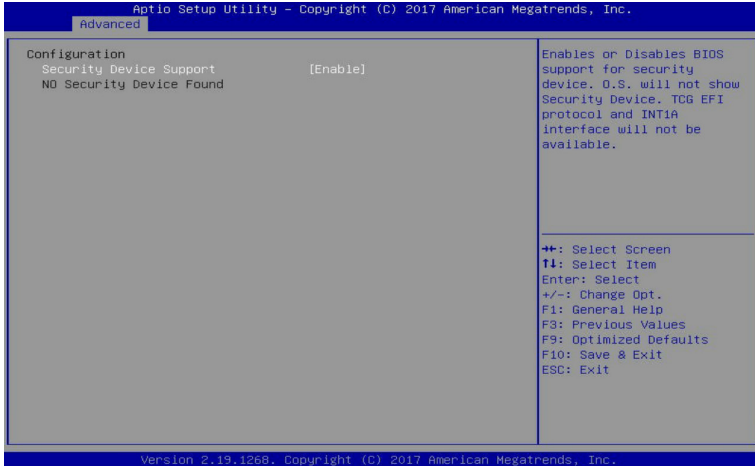 Aptio Setup Utility – Copyright (C) 2017 American Megatrends, Inc.
Advanced
Configuration
Security Device Support [Enable]
NO Security Device Found
Enables or Disables BIOS
support for security
device. O.S. will not show
Security Device. TCG EFI
protocol and INT1A
interface will not be
available.
→←: Select Screen
↑↓: Select Item
Enter: Select
+/-: Change Opt.
F1: General Help
F3: Previous Values
F9: Optimized Defaults
F10: Save & Exit
ESC: Exit
Version 2.19.1268. Copyright (C) 2017 American Megatrends, Inc.